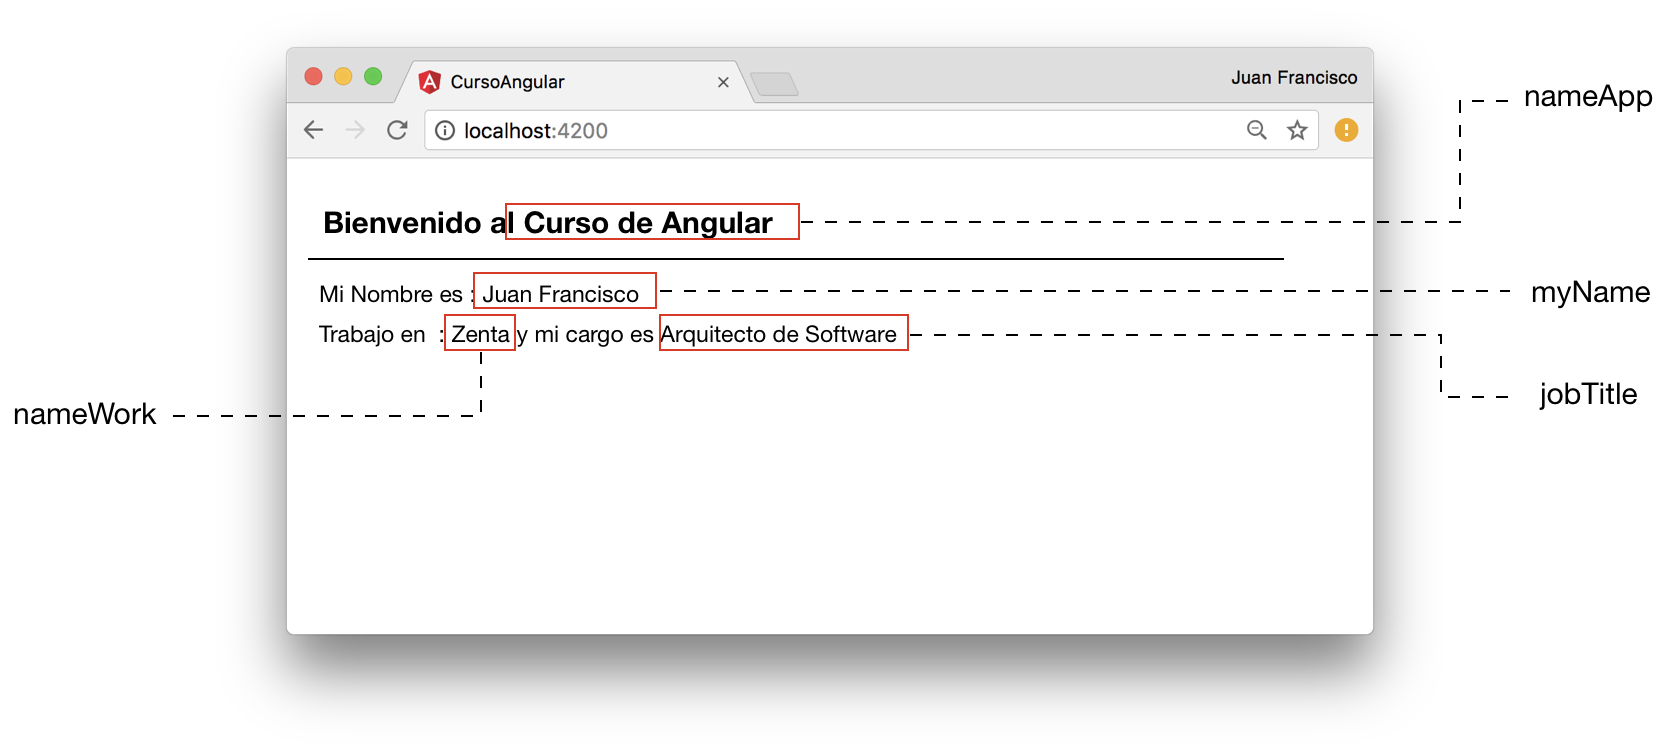 CursoAngular
Juan Francisco
nameApp
localhost:4200
Bienvenido al Curso de Angular
Mi Nombre es : Juan Francisco
myName
Trabajo en : Zenta y mi cargo es Arquitecto de Software
jobTitle
nameWork